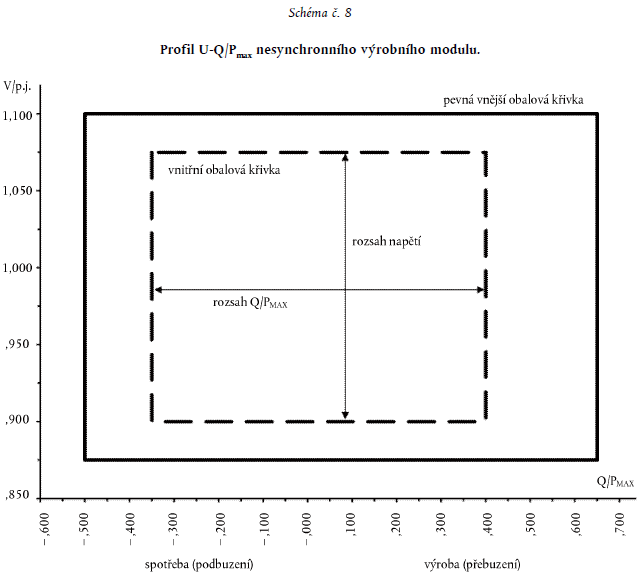 Schéma č. 8
Profil U-Q/Pmax nesynchronního výrobního modulu.
V/p.j.
pevná vnější obalová křivka
1,100
vnitřní obalová křivka
1,050
rozsah napětí
1,000
rozsah Q/PMAX
,950
,900
Q/PMAX
,850
-,600
-,500
-,400
-,300
-,200
-,100
-,000
,100
,200
,300
,400
,500
,600
,700
spotřeba (podbuzení)
výroba (přebuzení)